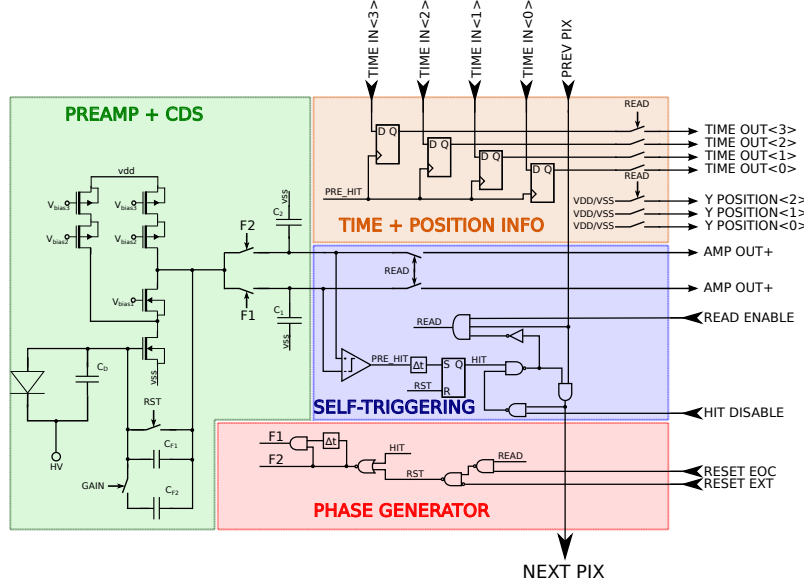 TIME IN<3>
TIME IN<2>
TIME IN<1>
TIME IN<0>
PREV PIX
PREAMP + CDS
vdd
Vbias3
Vbias3
Vbias2
Vbias2
Vbias1
vss
CD
HV
RST
CF1
GAIN
CF2
F2
F1
vss
C2
C1
vss
D Q
D Q
D Q
D Q
PRE_HIT
READ
READ
VDD/VSS
VDD/VSS
VDD/VSS
TIME + POSITION INFO
TIME OUT<3>
TIME OUT<2>
TIME OUT<1>
TIME OUT<0>
Y POSITION<2>
Y POSITION<1>
Y POSITION<0>
AMP OUT+
READ
AMP OUT+
READ
READ ENABLE
PRE_HIT
Δt
S Q
R
HIT
RST
SELF-TRIGGERING
HIT DISABLE
F1
Δt
F2
HIT
RST
READ
RESET EOC
RESET EXT
PHASE GENERATOR
NEXT PIX